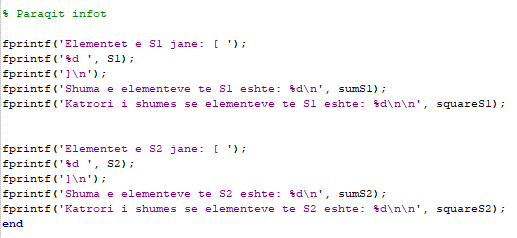 % Paraqit infot
fprintf('Elementet e S1 jane: [ ');
fprintf('%d ', S1);
fprintf(']\n');
fprintf('Shuma e elementeve te S1 eshte: %d\n', sumS1);
fprintf('Katrori i shumes se elementeve te S1 eshte: %d\n\n', squareS1);
fprintf('Elementet e S2 jane: [ ');
fprintf('%d ', S2);
fprintf(']\n');
fprintf('Shuma e elementeve te S2 eshte: %d\n', sumS2);
fprintf('Katrori i shumes se elementeve te S2 eshte: %d\n\n', squareS2);
end